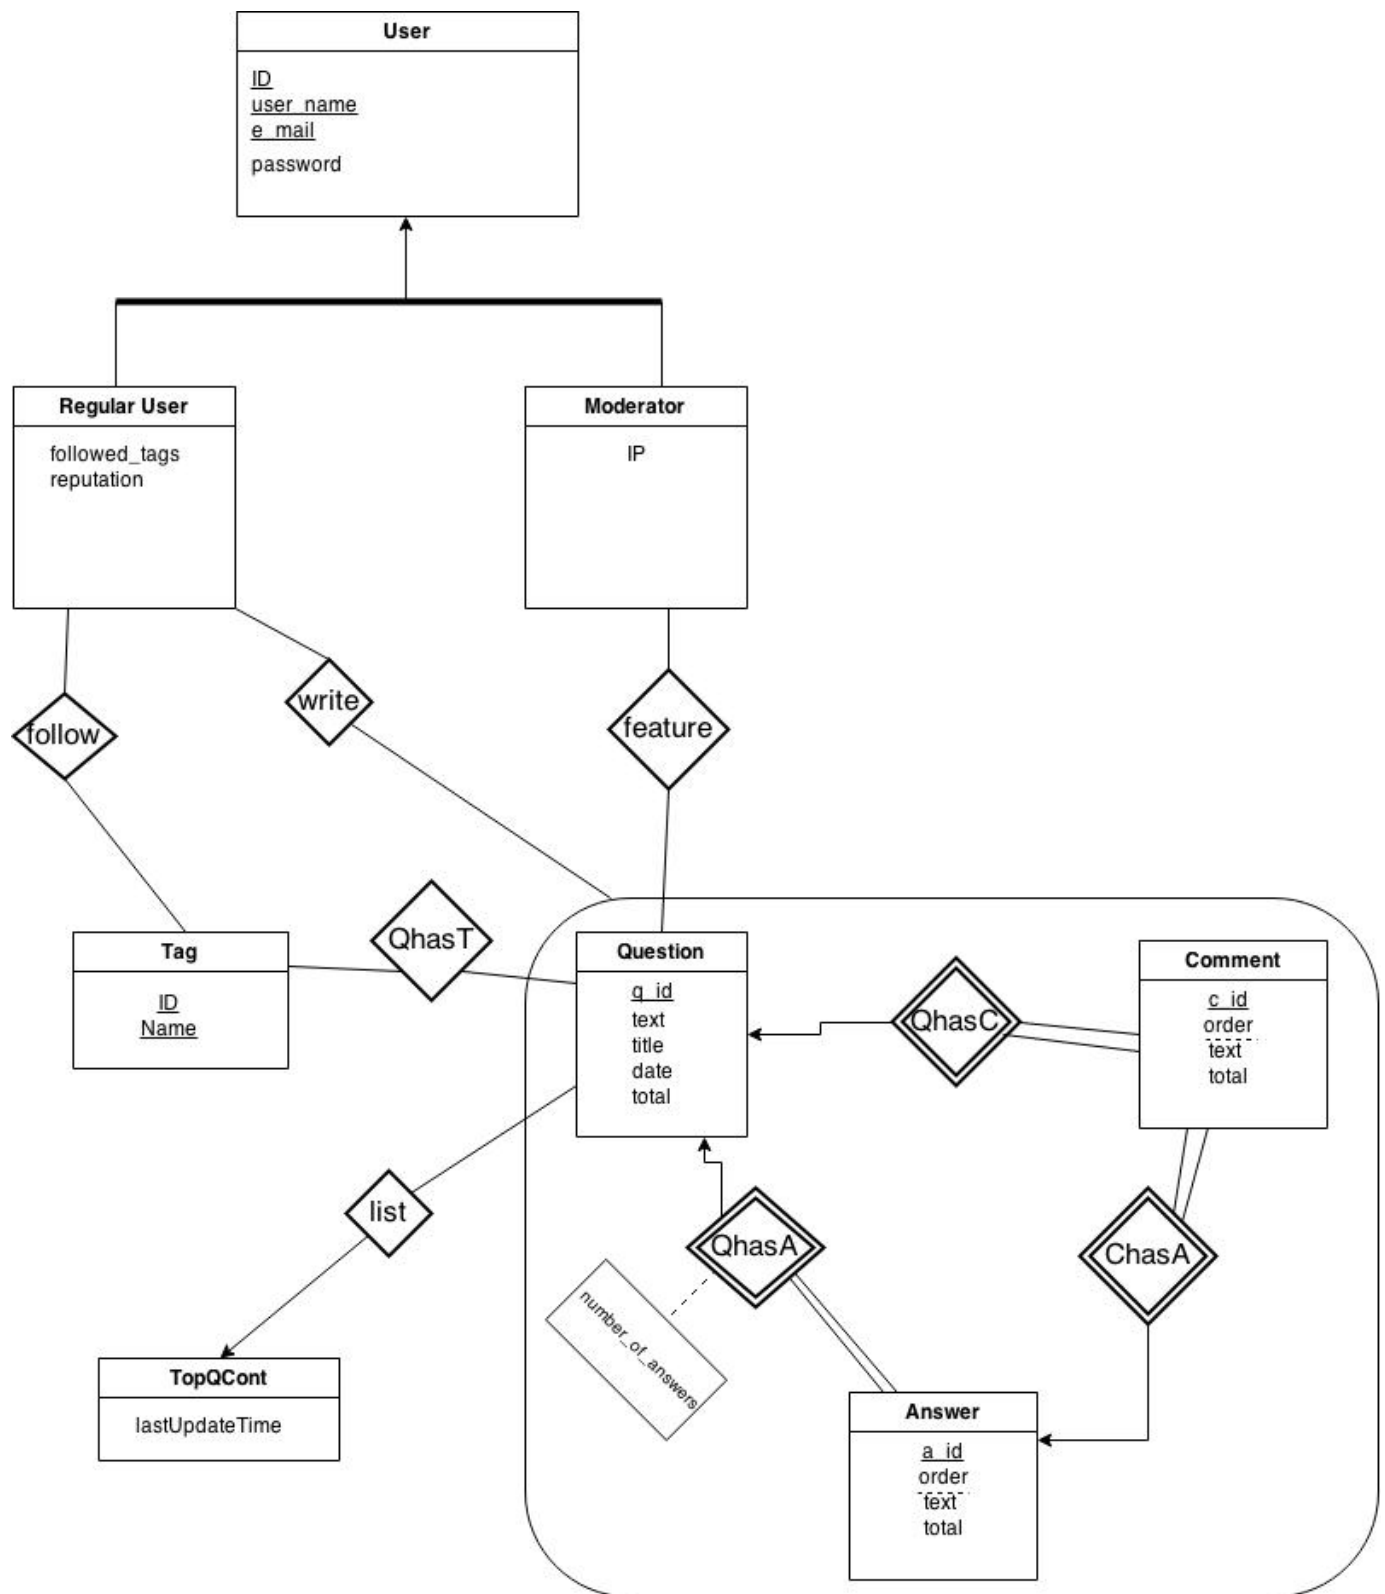 User
ID
user_name
e_mail
password
Regular User
followed_tags
reputation
Moderator
IP
follow
write
feature
Tag
ID
Name
QhasT
Question
q_id
text
title
date
total
QhasC
Comment
c_id
order
text
total
list
QhasA
number_of_answers
ChasA
TopQCont
lastUpdateTime
Answer
a_id
order
text
total